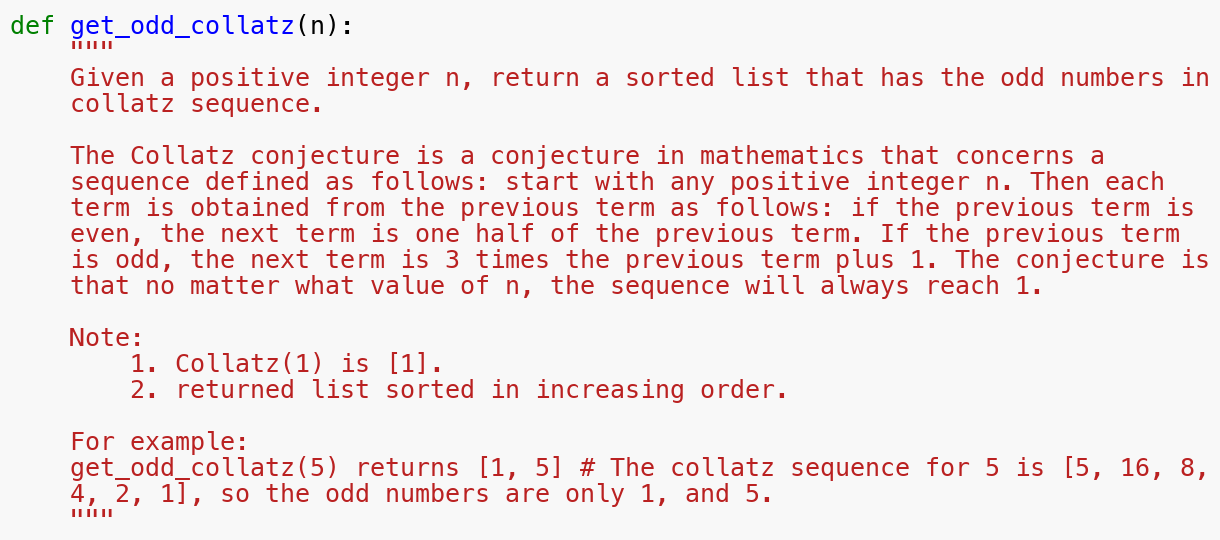 def get_odd_collatz(n):
    """
    Given a positive integer n, return a sorted list that has the odd numbers in
    collatz sequence.

    The Collatz conjecture is a conjecture in mathematics that concerns a
    sequence defined as follows: start with any positive integer n. Then each
    term is obtained from the previous term as follows: if the previous term is
    even, the next term is one half of the previous term. If the previous term
    is odd, the next term is 3 times the previous term plus 1. The conjecture is
    that no matter what value of n, the sequence will always reach 1.

    Note:
        1. Collatz(1) is [1].
        2. returned list sorted in increasing order.

    For example:
    get_odd_collatz(5) returns [1, 5] # The collatz sequence for 5 is [5, 16, 8,
    4, 2, 1], so the odd numbers are only 1, and 5.
    """